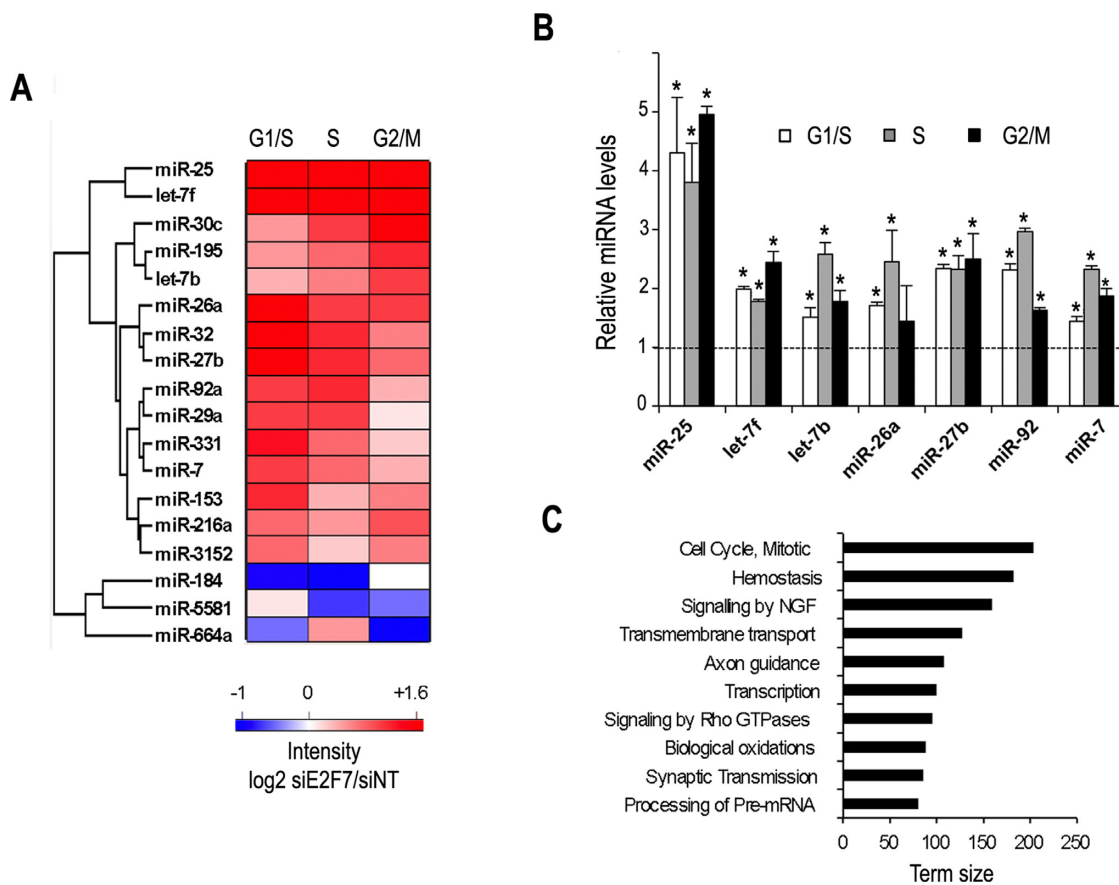 A
G1/S S G2/M
miR-25
let-7f
miR-30c
miR-195
let-7b
miR-26a
miR-32
miR-27b
miR-92a
miR-29a
miR-331
miR-7
miR-153
miR-216a
miR-3152
miR-184
miR-5581
miR-664a
-1 0 +1.6
Intensity
log2 siE2F7/siNT
B
Relative miRNA levels
5
4
3
2
1
0
G1/S S G2/M
* * *
* * *
* * *
* *
* * *
* * *
* * *
miR-25 let-7f let-7b miR-26a miR-27b miR-92 miR-7
C
Cell Cycle, Mitotic
Hemostasis
Signalling by NGF
Transmembrane transport
Axon guidance
Transcription
Signaling by Rho GTPases
Biological oxidations
Synaptic Transmission
Processing of Pre-mRNA
0 50 100 150 200 250
Term size